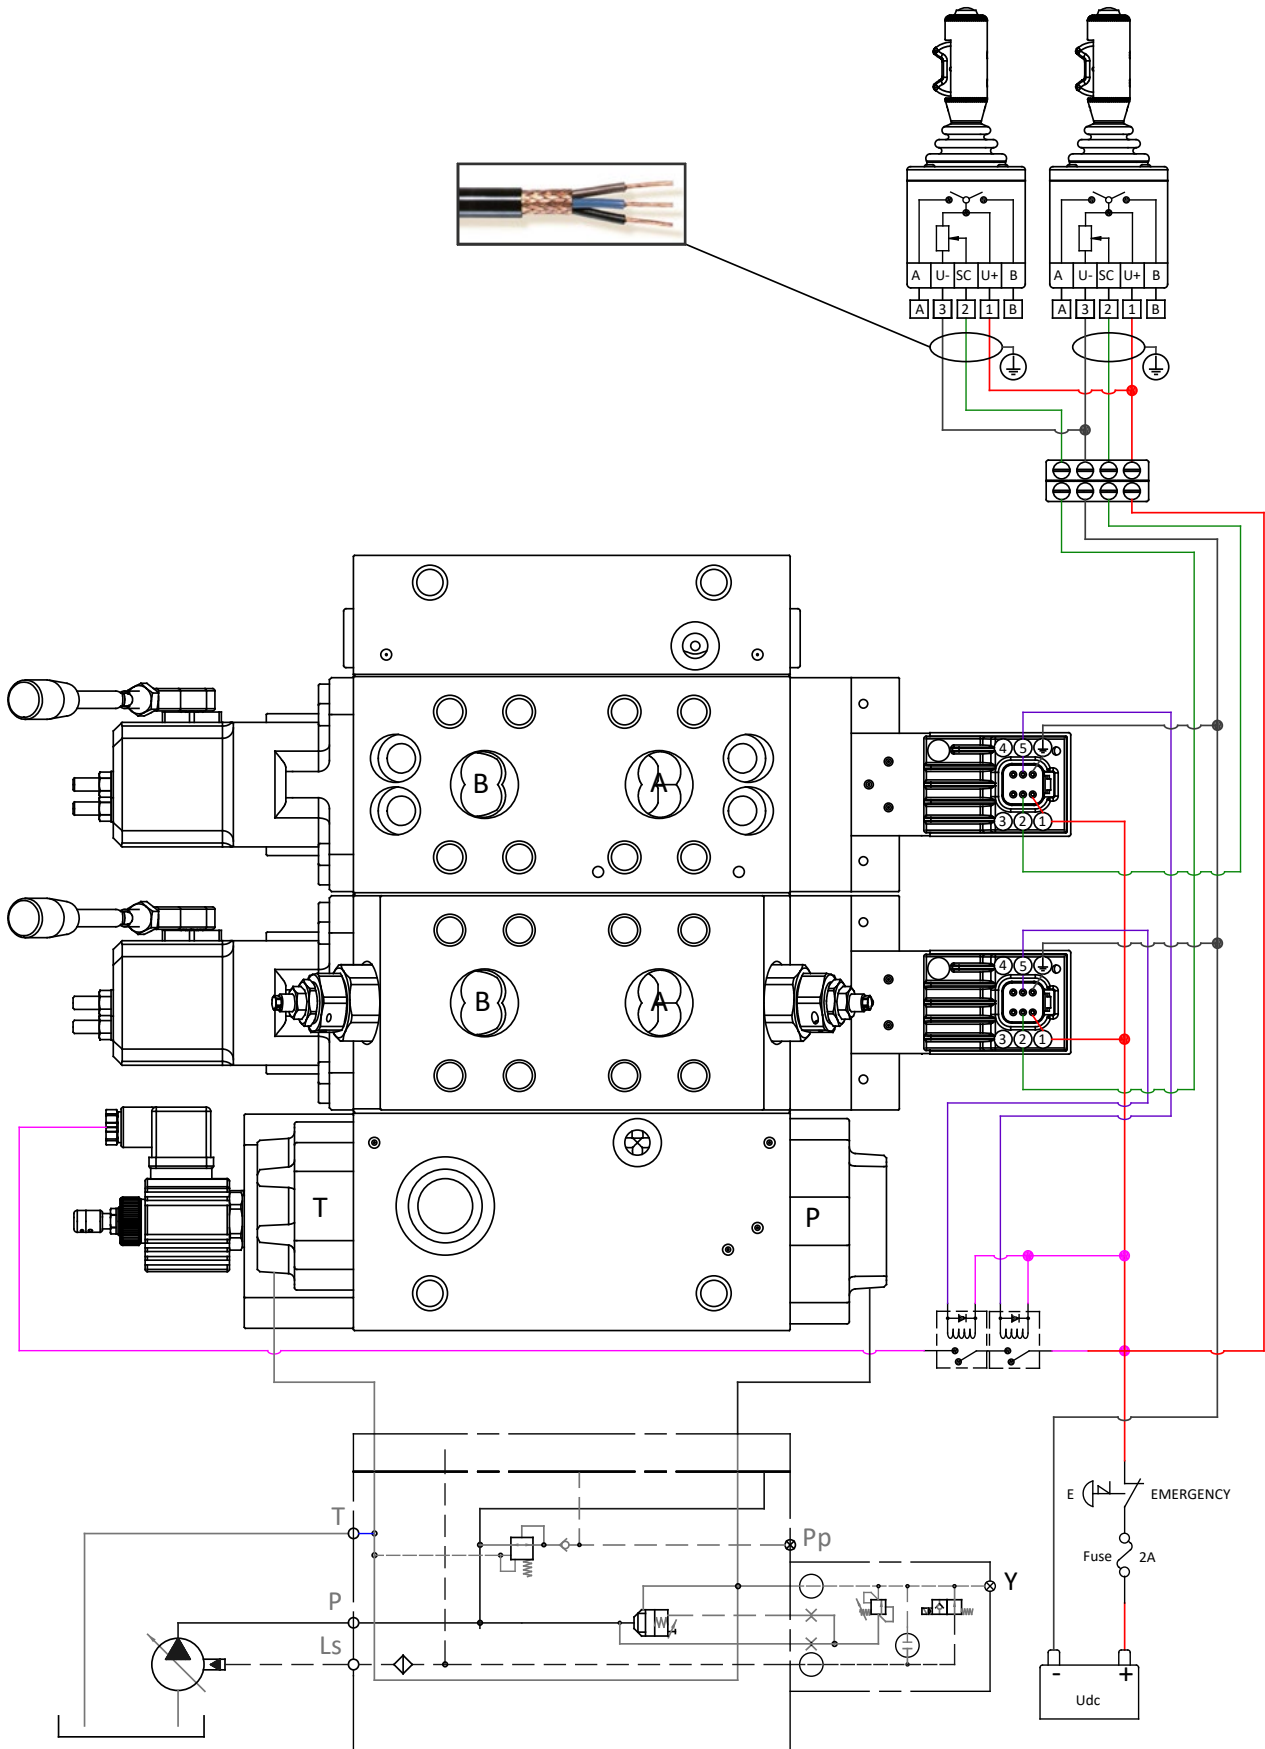 A U- SC U+ B A U- SC U+ B
A 3 2 1 B A 3 2 1 B
4 5
B A
3 2 1
4 5
B A
3 2 1
T P
E EMERGENCY
T
Pp
Fuse 2A
Y
P
Ls
- +
Udc